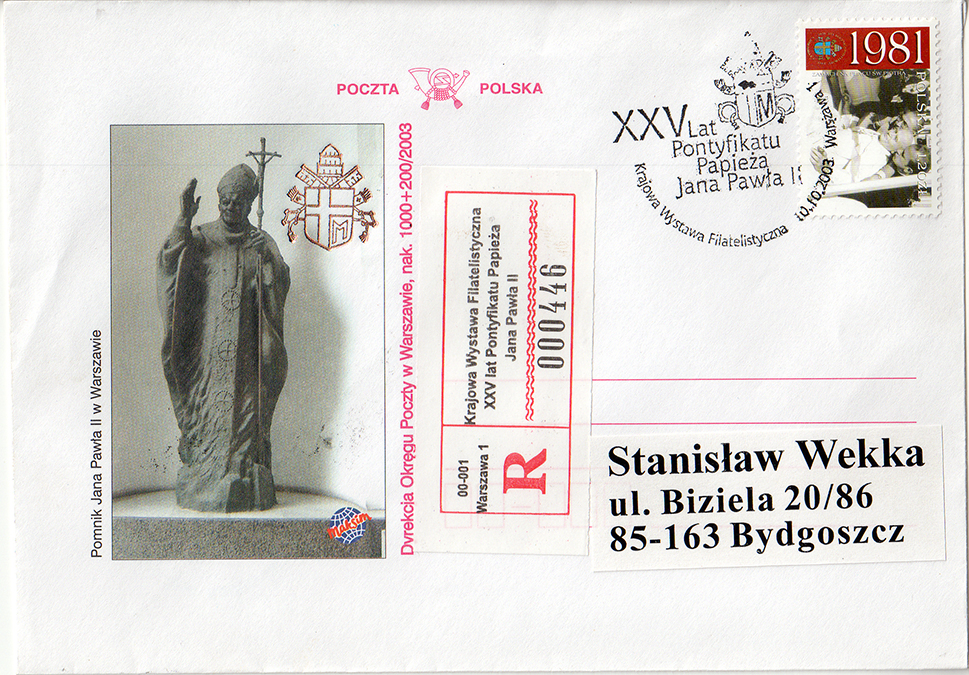 POCZTA POLSKA
XXV Lat
Pontyfikatu
Papieża
Jana Pawła II
Krajowa Wystawa Filatelistyczna
10.10.2003. Warszawa 1
1981
POLSKA
Pomnik Jana Pawła II w Warszawie
M
Maksim
Dyrekcja Okręgu Poczty w Warszawie, nak. 1000+200/2003
Krajowa Wystawa Filatelistyczna
XXV lat Pontyfikatu Papieża
Jana Pawła II
000446
00-001
Warszawa 1
R
Stanisław Wekka
ul. Biziela 20/86
85-163 Bydgoszcz